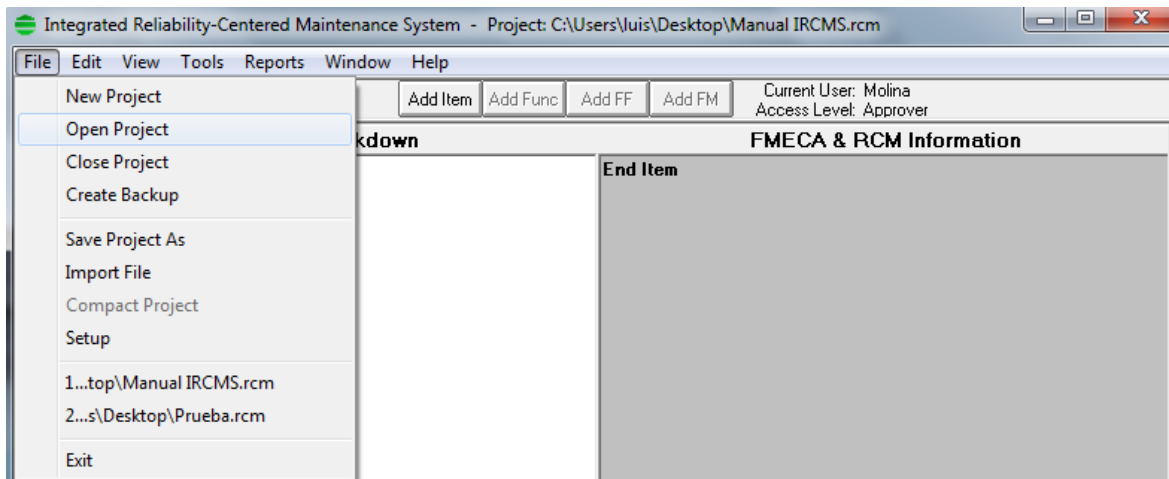 Integrated Reliability-Centered Maintenance System - Project: C:\Users\luis\Desktop\Manual IRCMS.rcm
File Edit View Tools Reports Window Help
New Project
Open Project
Close Project
Create Backup
Save Project As
Import File
Compact Project
Setup
1...top\Manual IRCMS.rcm
2...s\Desktop\Prueba.rcm
Exit
Add Item Add Func Add FF Add FM
Current User: Molina
Access Level: Approver
kdown
FMECA & RCM Information
End Item